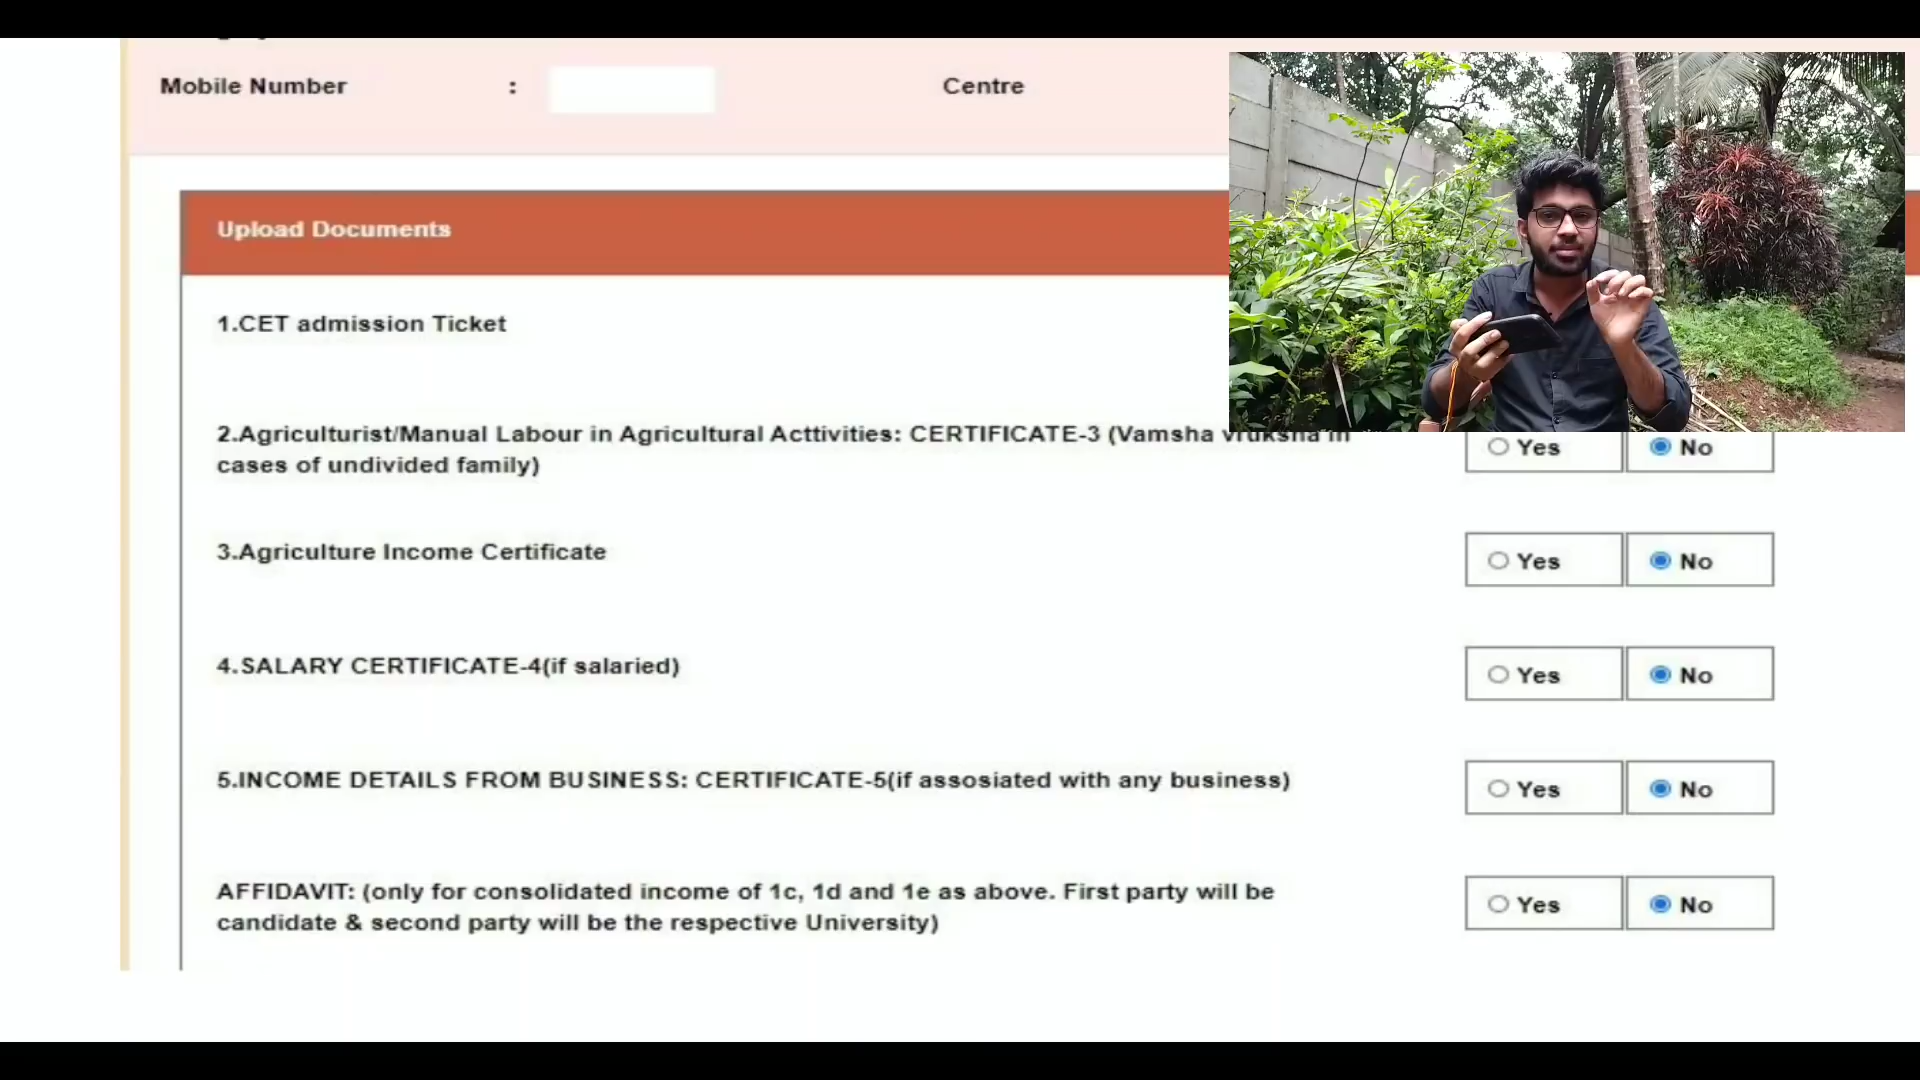 Mobile Number : Centre
Upload Documents
1.CET admission Ticket
2.Agriculturist/Manual Labour in Agricultural Acttivities: CERTIFICATE-3 (Vamsha Vruksha in
cases of undivided family)
Yes No
3.Agriculture Income Certificate
Yes No
4.SALARY CERTIFICATE-4(if salaried)
Yes No
5.INCOME DETAILS FROM BUSINESS: CERTIFICATE-5(if assosiated with any business)
Yes No
AFFIDAVIT: (only for consolidated income of 1c, 1d and 1e as above. First party will be
candidate & second party will be the respective University)
Yes No